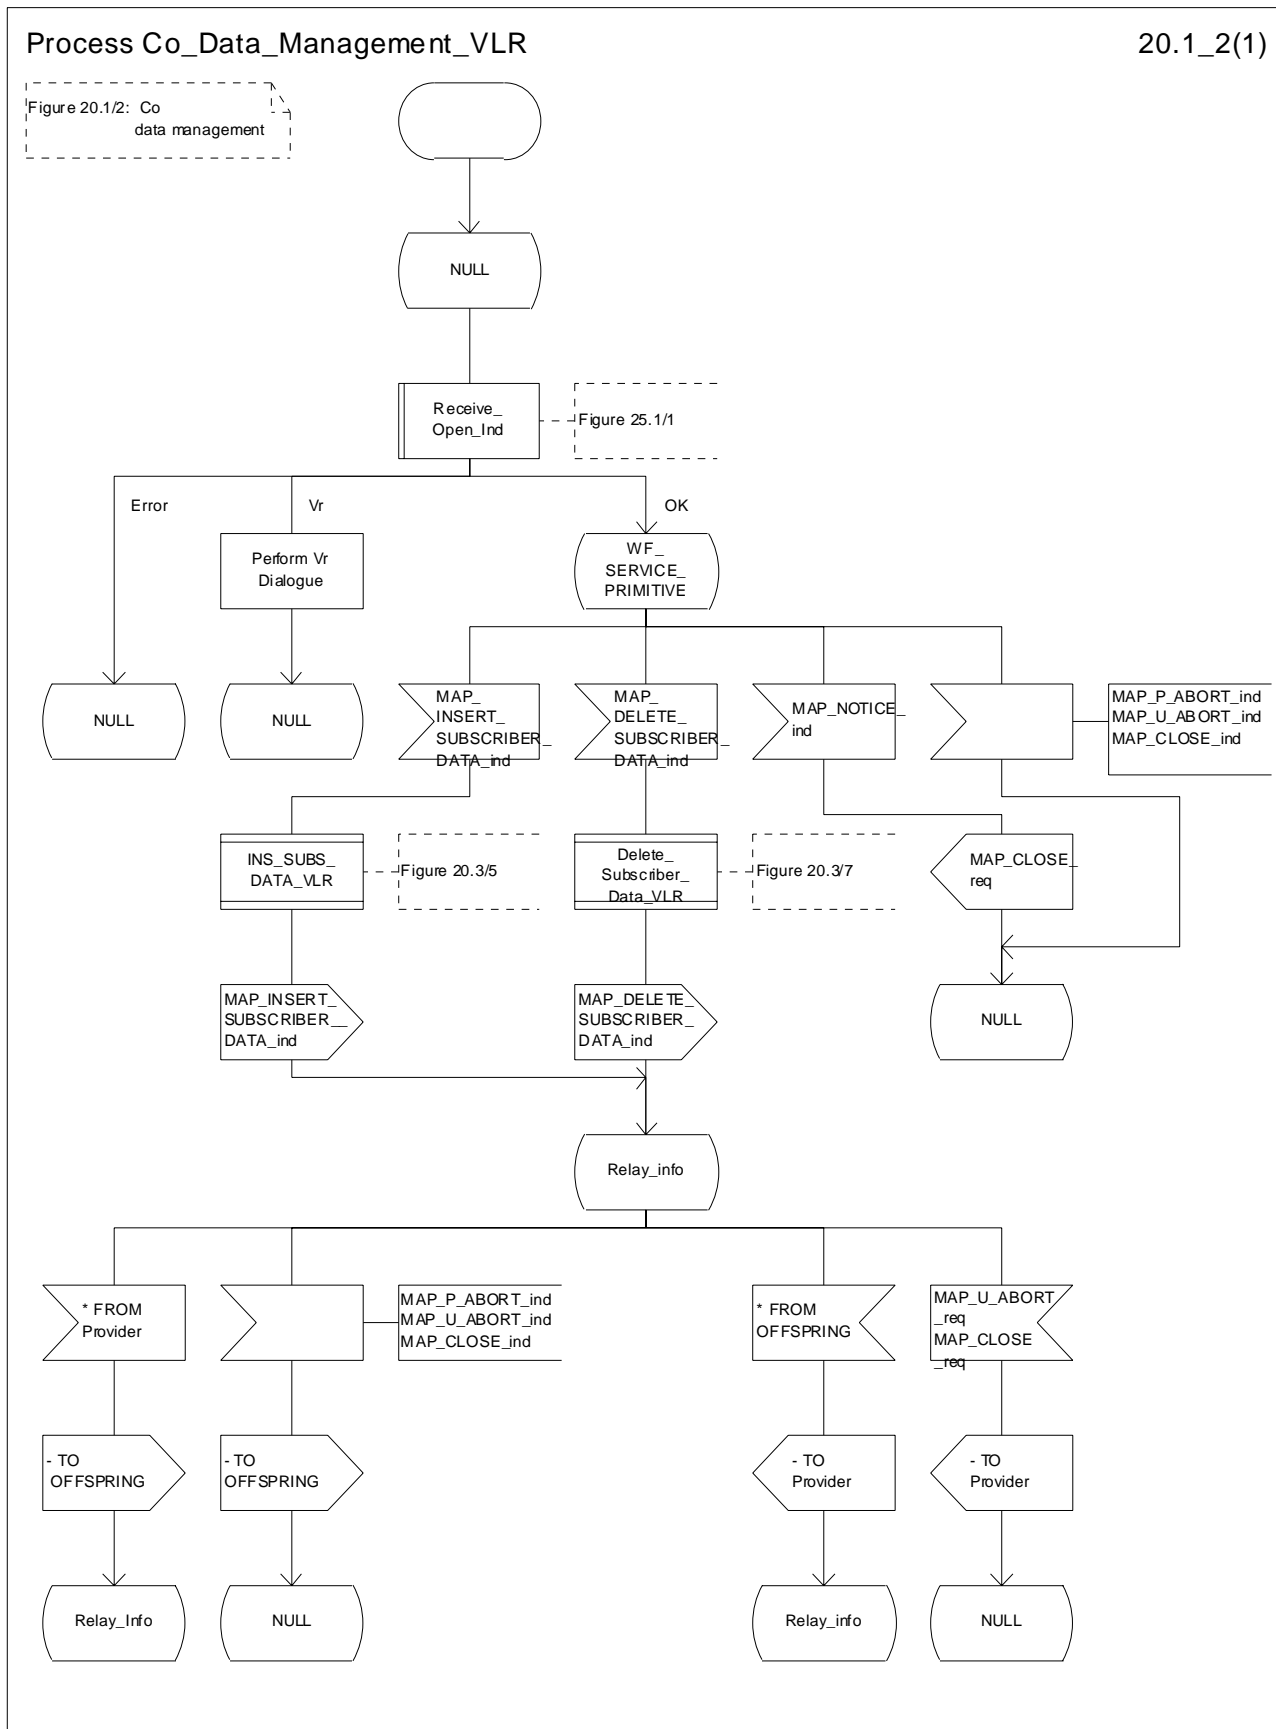 Process Co_Data_Management_VLR
20.1_2(1)
Figure 20.1/2: Co
data management
NULL
Receive_
Open_Ind
Figure 25.1/1
Error
Vr
OK
Perform Vr
Dialogue
WF_
SERVICE_
PRIMITIVE
NULL
NULL
MAP_
INSERT_
SUBSCRIBER_
DATA_ind
MAP_
DELETE_
SUBSCRIBER_
DATA_ind
MAP_NOTICE_
ind
MAP_P_ABORT_ind
MAP_U_ABORT_ind
MAP_CLOSE_ind
INS_SUBS_
DATA_VLR
Figure 20.3/5
Delete_
Subscriber_
Data_VLR
Figure 20.3/7
MAP_CLOSE_
req
MAP_INSERT_
SUBSCRIBER__
DATA_ind
MAP_DELETE_
SUBSCRIBER_
DATA_ind
NULL
Relay_info
* FROM
Provider
MAP_P_ABORT_ind
MAP_U_ABORT_ind
MAP_CLOSE_ind
* FROM
OFFSPRING
MAP_U_ABORT
_req
MAP_CLOSE
_req
- TO
OFFSPRING
- TO
OFFSPRING
- TO
Provider
- TO
Provider
Relay_Info
NULL
Relay_info
NULL